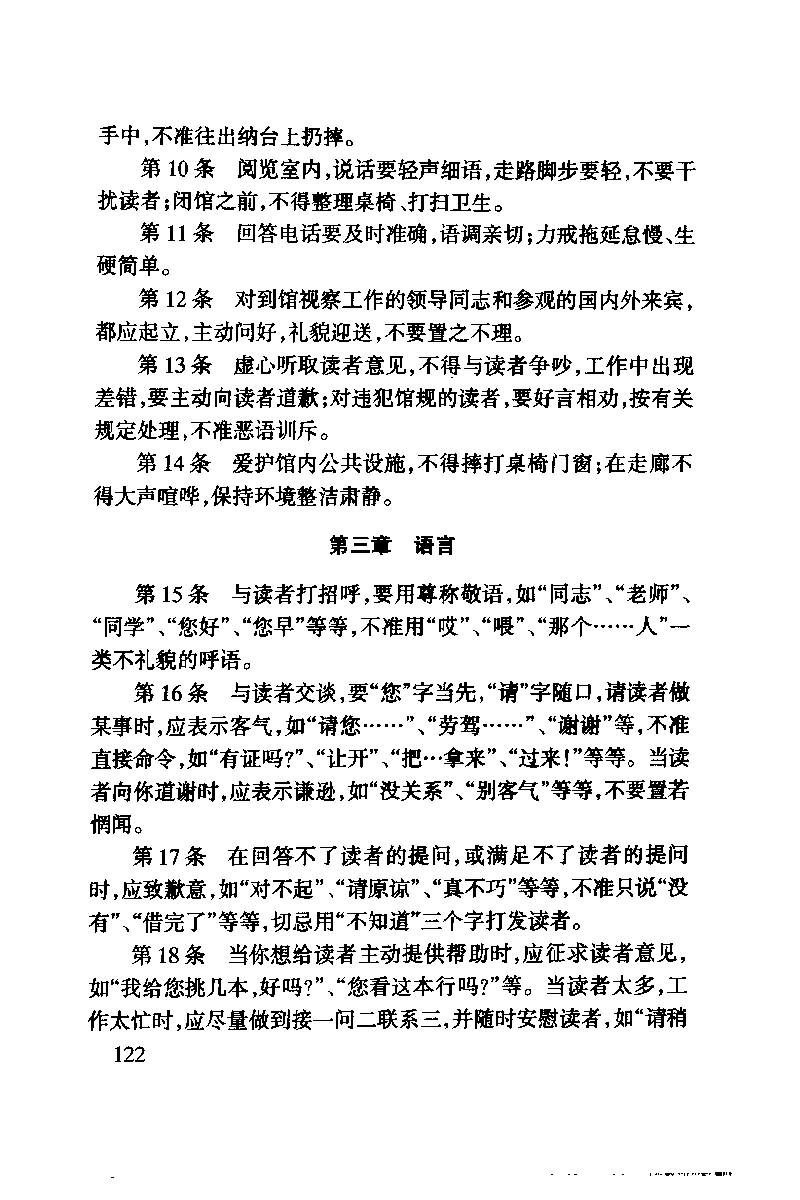 手中,不准往出纳台上扔摔。
第10条　阅览室内,说话要轻声细语,走路脚步要轻,不要干
扰读者;闭馆之前,不得整理桌椅、打扫卫生。
第11条　回答电话要及时准确,语调亲切;力戒拖延怠慢、生
硬简单。
第12条　对到馆视察工作的领导同志和参观的国内外来宾,
都应起立,主动问好,礼貌迎送,不要置之不理。
第13条　虚心听取读者意见,不得与读者争吵,工作中出现
差错,要主动向读者道歉;对违犯馆规的读者,要好言相劝,按有关
规定处理,不准恶语训斥。
第14条　爱护馆内公共设施,不得摔打桌椅门窗;在走廊不
得大声喧哗,保持环境整洁肃静。
第三章　语言
第15条　与读者打招呼,要用尊称敬语,如“同志”、“老师”、
“同学”、“您好”、“您早”等等,不准用“哎”、“喂”、“那个……人”一
类不礼貌的呼语。
第16条　与读者交谈,要“您”字当先,“请”字随口,请读者做
某事时,应表示客气,如“请您……”、“劳驾……”、“谢谢”等,不准
直接命令,如“有证吗?”、“让开”、“把…拿来”、“过来!”等等。当读
者向你道谢时,应表示谦逊,如“没关系”、“别客气”等等,不要置若
惘闻。
第17条　在回答不了读者的提问,或满足不了读者的提问
时,应致歉意,如“对不起”、“请原谅”、“真不巧”等等,不准只说“没
有”、“借完了”等等,切忌用“不知道”三个字打发读者。
第18条　当你想给读者主动提供帮助时,应征求读者意见,
如“我给您挑几本,好吗?”、“您看这本行吗?”等。当读者太多,工
作太忙时,应尽量做到接一问二联系三,并随时安慰读者,如“请稍
122